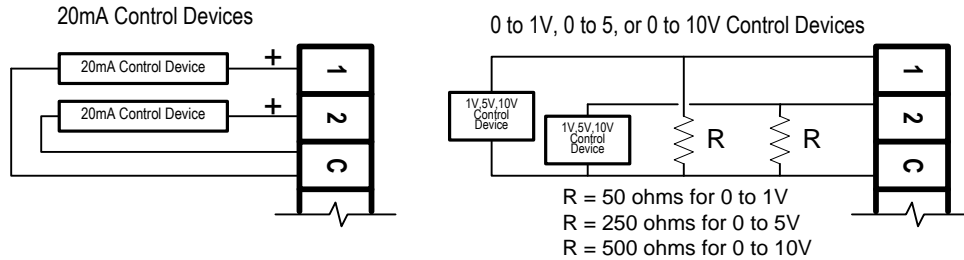 20mA Control Devices
20mA Control Device
+
20mA Control Device
+
1
2
C
0 to 1V, 0 to 5, or 0 to 10V Control Devices
1V,5V,10V
Control
Device
1V,5V,10V
Control
Device
R
R
1
2
C
R = 50 ohms for 0 to 1V
R = 250 ohms for 0 to 5V
R = 500 ohms for 0 to 10V